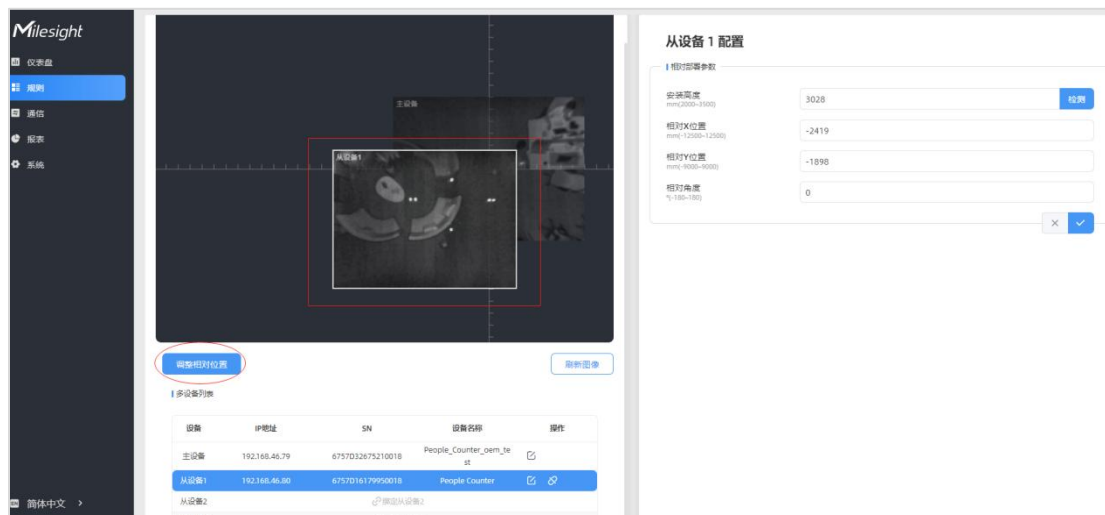 Milesight
仪表盘
规则
通信
报表
系统
简体中文 >
主设备
从设备1
调整相对位置
刷新图像
多设备列表
设备 IP地址 SN 设备名称 操作
主设备 192.168.46.79 6757D32675210018 People_Counter_oem_te
st
从设备1 192.168.46.80 6757D16179950018 People Counter
从设备2 绑定从设备2
从设备 1 配置
相对部署参数
安装高度 3028 检测
mm(2000~3500)
相对X位置 -2419
mm(-12500~12500)
相对Y位置 -1898
mm(-9000~9000)
相对角度 0
°(-180~180)